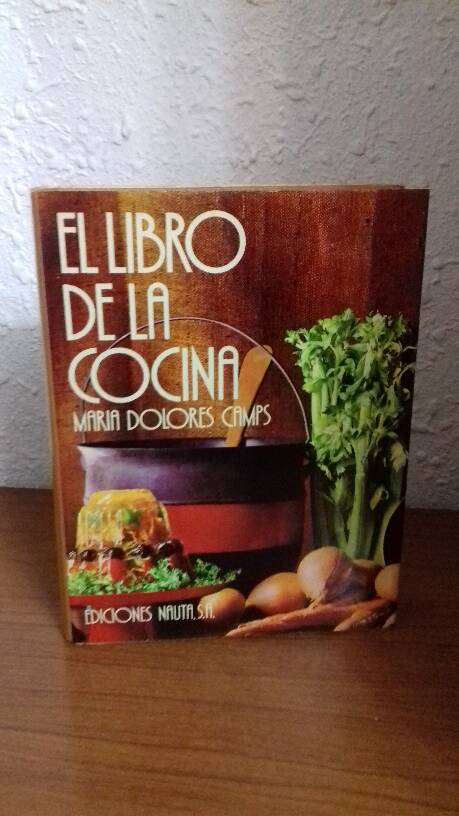 EL LIBRO
DE LA
COCINA
MARIA DOLORES CAMPS
EDICIONES NAUTA, S.A.